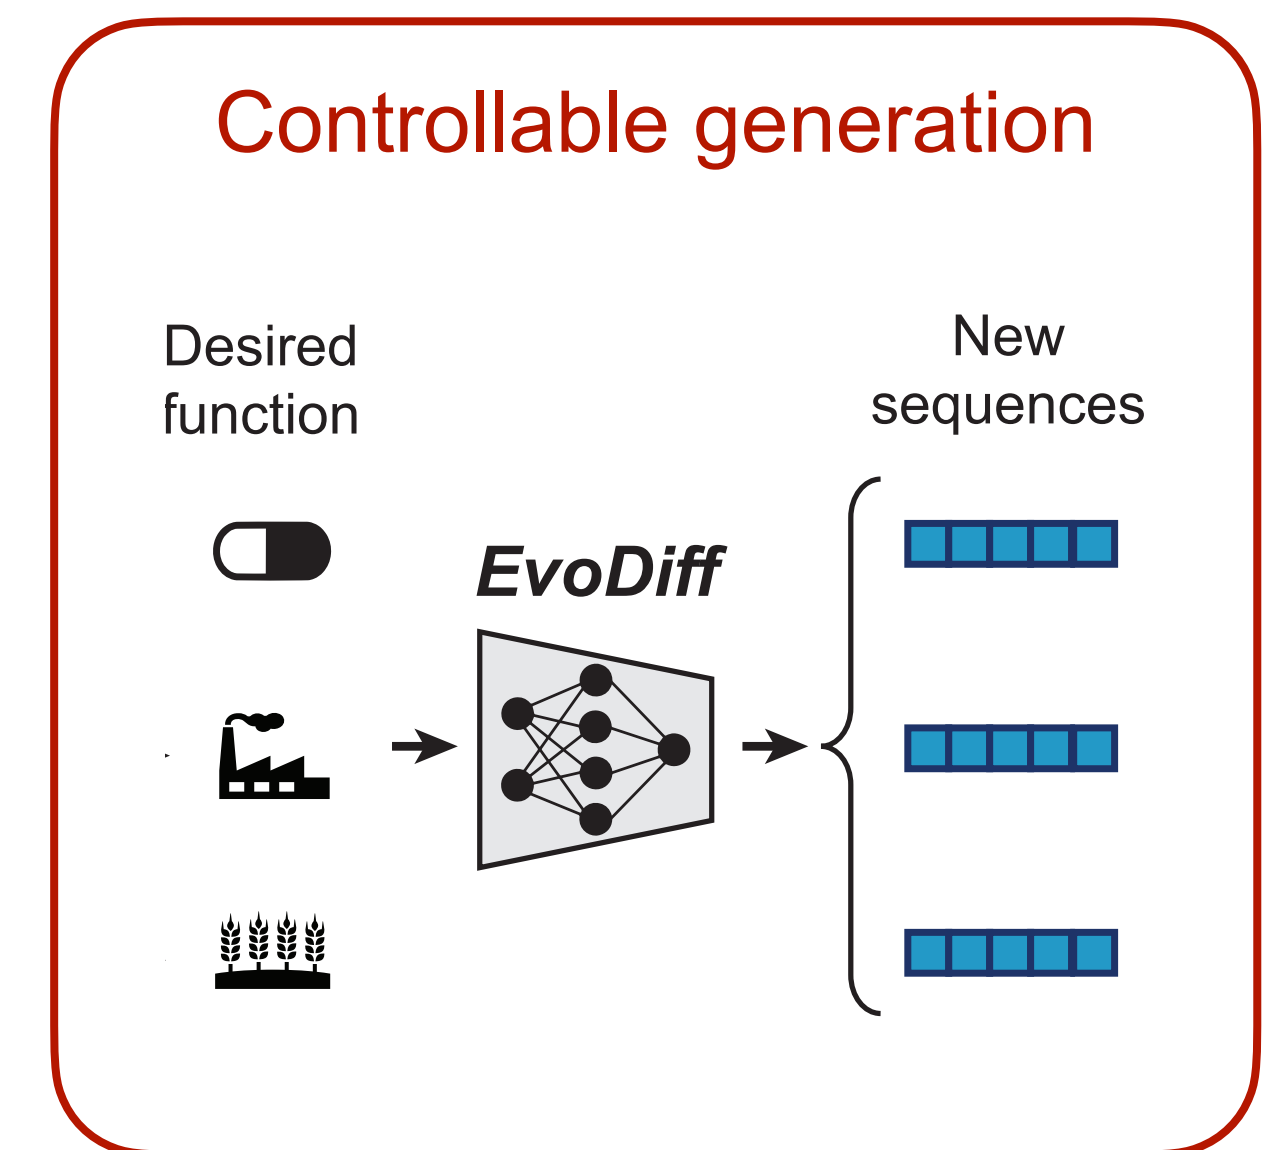 Controllable generation
Desired
function
New
sequences
EvoDiff